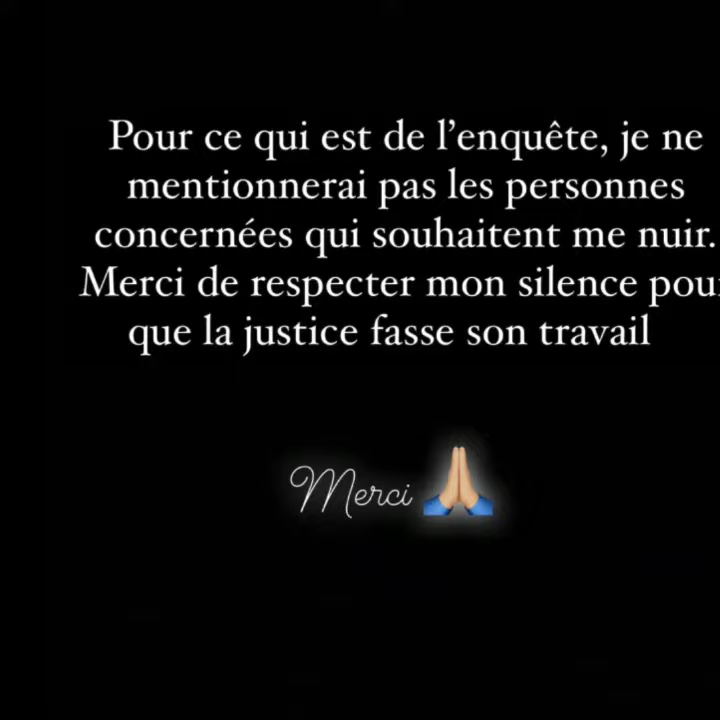 Pour ce qui est de l’enquête, je ne
mentionnerai pas les personnes
concernées qui souhaitent me nuir.
Merci de respecter mon silence pour
que la justice fasse son travail
Merci 🙏🏼